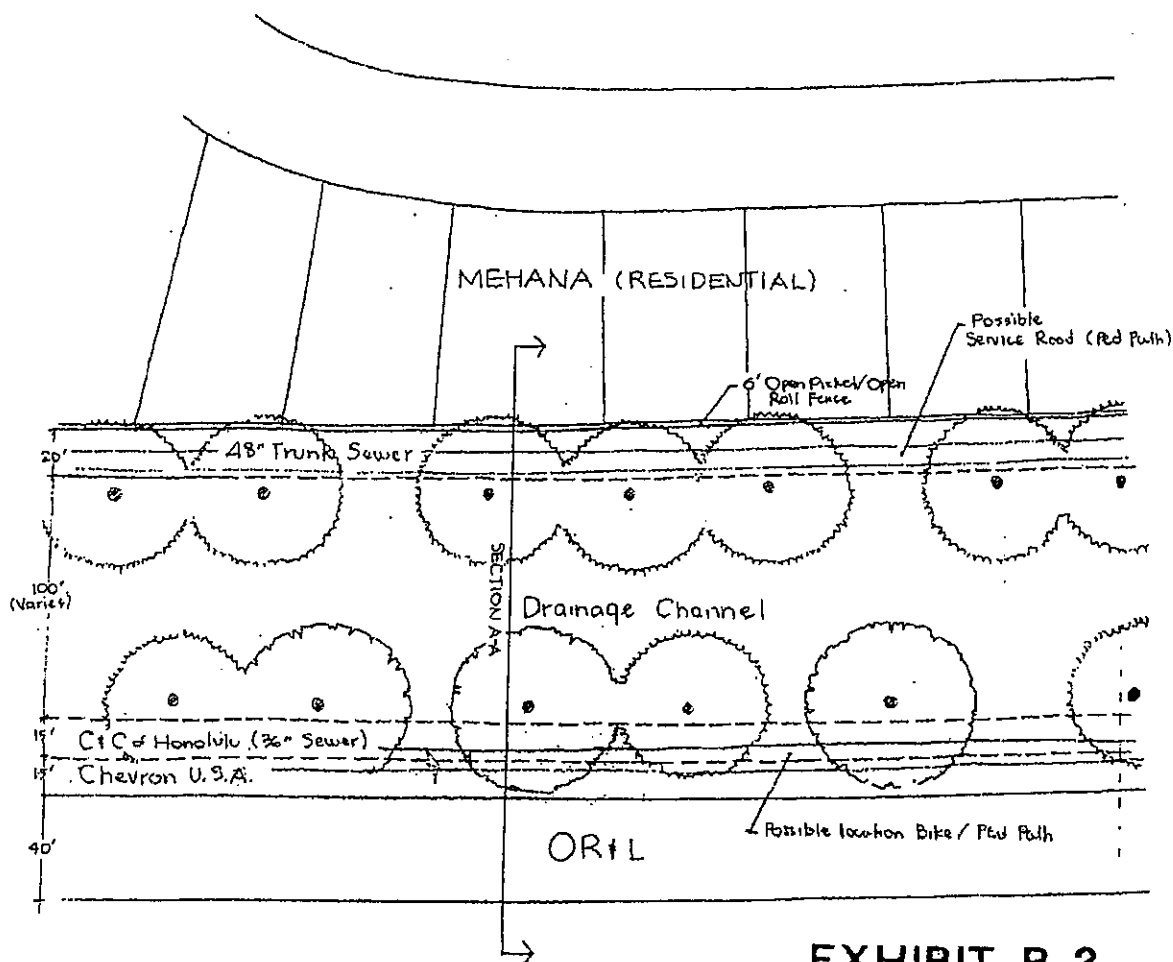 MEHANA (RESIDENTIAL)
Possible
Service Road (Ped Path)
6' Open Picket/Open
Roll Fence
20'
48" Trunk Sewer
SECTION A-A
100'
(Varies)
Drainage Channel
15'
C & C of Honolulu (36" Sewer)
15'
Chevron U.S.A.
Possible location Bike / Ped Path
40'
OR & L
EXHIBIT B-2